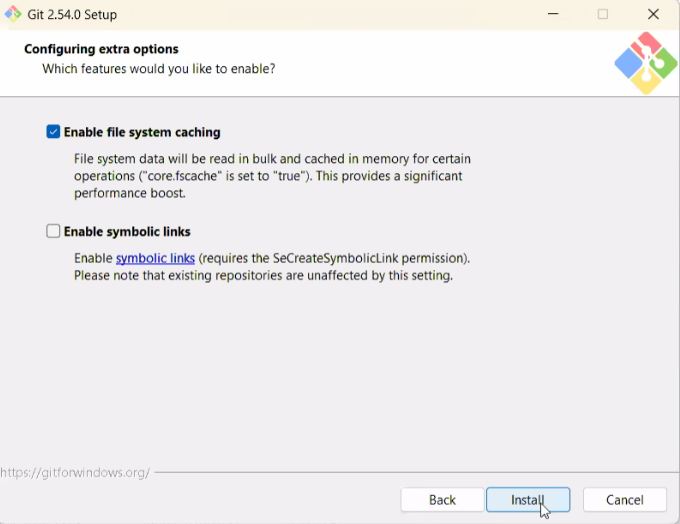 Git 2.54.0 Setup
Configuring extra options
Which features would you like to enable?
Enable file system caching
File system data will be read in bulk and cached in memory for certain
operations ("core.fscache" is set to "true"). This provides a significant
performance boost.
Enable symbolic links
Enable symbolic links (requires the SeCreateSymbolicLink permission).
Please note that existing repositories are unaffected by this setting.
https://gitforwindows.org/
Back Install Cancel